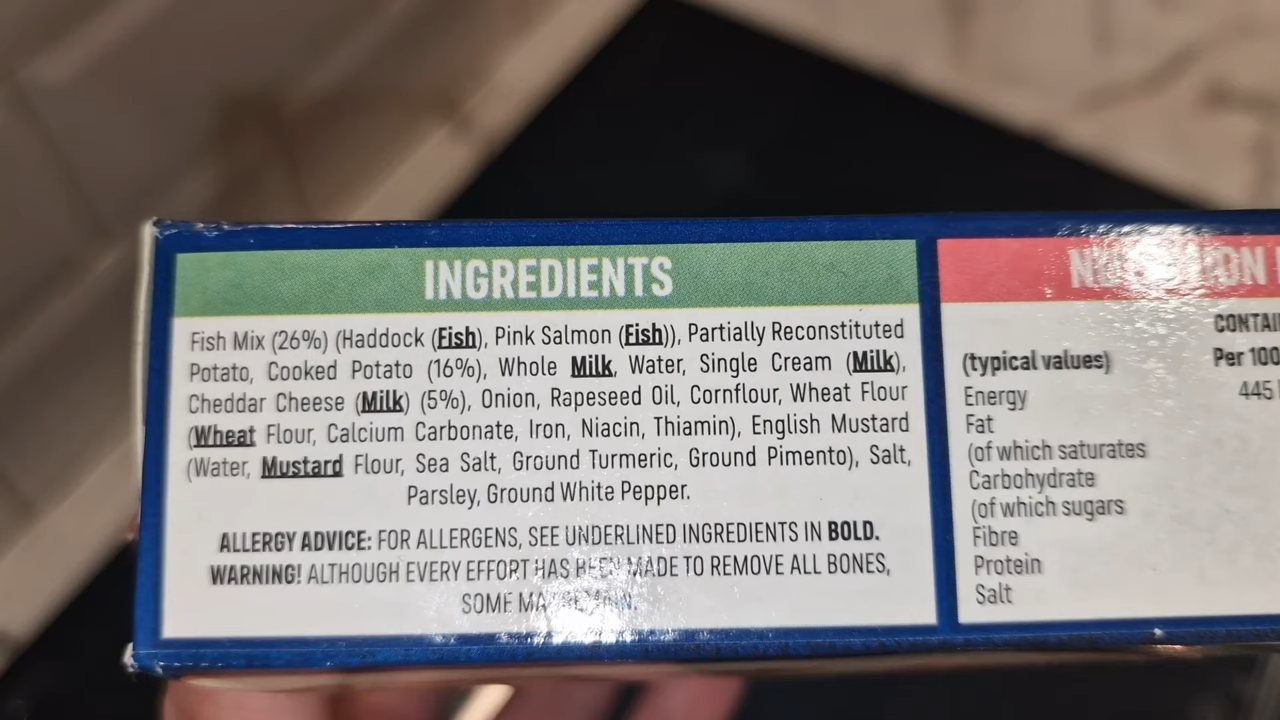 INGREDIENTS
Fish Mix (26%) (Haddock (Fish), Pink Salmon (Fish)), Partially Reconstituted
Potato, Cooked Potato (16%), Whole Milk, Water, Single Cream (Milk),
Cheddar Cheese (Milk) (5%), Onion, Rapeseed Oil, Cornflour, Wheat Flour
(Wheat Flour, Calcium Carbonate, Iron, Niacin, Thiamin), English Mustard
(Water, Mustard Flour, Sea Salt, Ground Turmeric, Ground Pimento), Salt,
Parsley, Ground White Pepper.
ALLERGY ADVICE: FOR ALLERGENS, SEE UNDERLINED INGREDIENTS IN BOLD.
WARNING! ALTHOUGH EVERY EFFORT HAS BEEN MADE TO REMOVE ALL BONES,
SOME MAY REMAIN.
(typical values) Per 100
Energy 445
Fat
(of which saturates
Carbohydrate
(of which sugars
Fibre
Protein
Salt